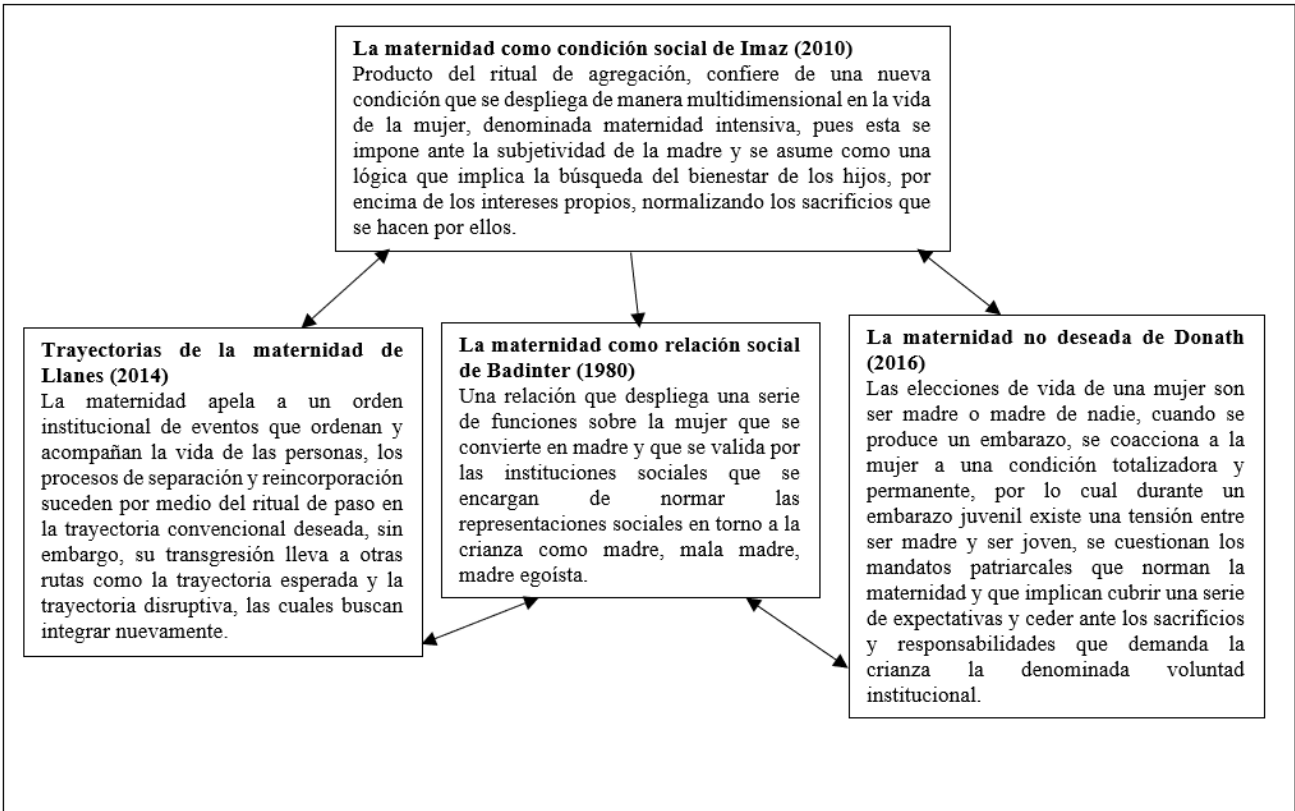 La maternidad como condición social de Imaz (2010)
Producto del ritual de agregación, confiere de una nueva
condición que se despliega de manera multidimensional en la vida
de la mujer, denominada maternidad intensiva, pues esta se
impone ante la subjetividad de la madre y se asume como una
lógica que implica la búsqueda del bienestar de los hijos, por
encima de los intereses propios, normalizando los sacrificios que
se hacen por ellos.
Trayectorias de la maternidad de
Llanes (2014)
La maternidad apela a un orden
institucional de eventos que ordenan y
acompañan la vida de las personas, los
procesos de separación y reincorporación
suceden por medio del ritual de paso en
la trayectoria convencional deseada, sin
embargo, su transgresión lleva a otras
rutas como la trayectoria esperada y la
trayectoria disruptiva, las cuales buscan
integrar nuevamente.
La maternidad como relación social
de Badinter (1980)
Una relación que despliega una serie
de funciones sobre la mujer que se
convierte en madre y que se valida por
las instituciones sociales que se
encargan de normar las
representaciones sociales en torno a la
crianza como madre, mala madre,
madre egoísta.
La maternidad no deseada de Donath
(2016)
Las elecciones de vida de una mujer son
ser madre o madre de nadie, cuando se
produce un embarazo, se coacciona a la
mujer a una condición totalizadora y
permanente, por lo cual durante un
embarazo juvenil existe una tensión entre
ser madre y ser joven, se cuestionan los
mandatos patriarcales que norman la
maternidad y que implican cubrir una serie
de expectativas y ceder ante los sacrificios
y responsabilidades que demanda la
crianza la denominada voluntad
institucional.